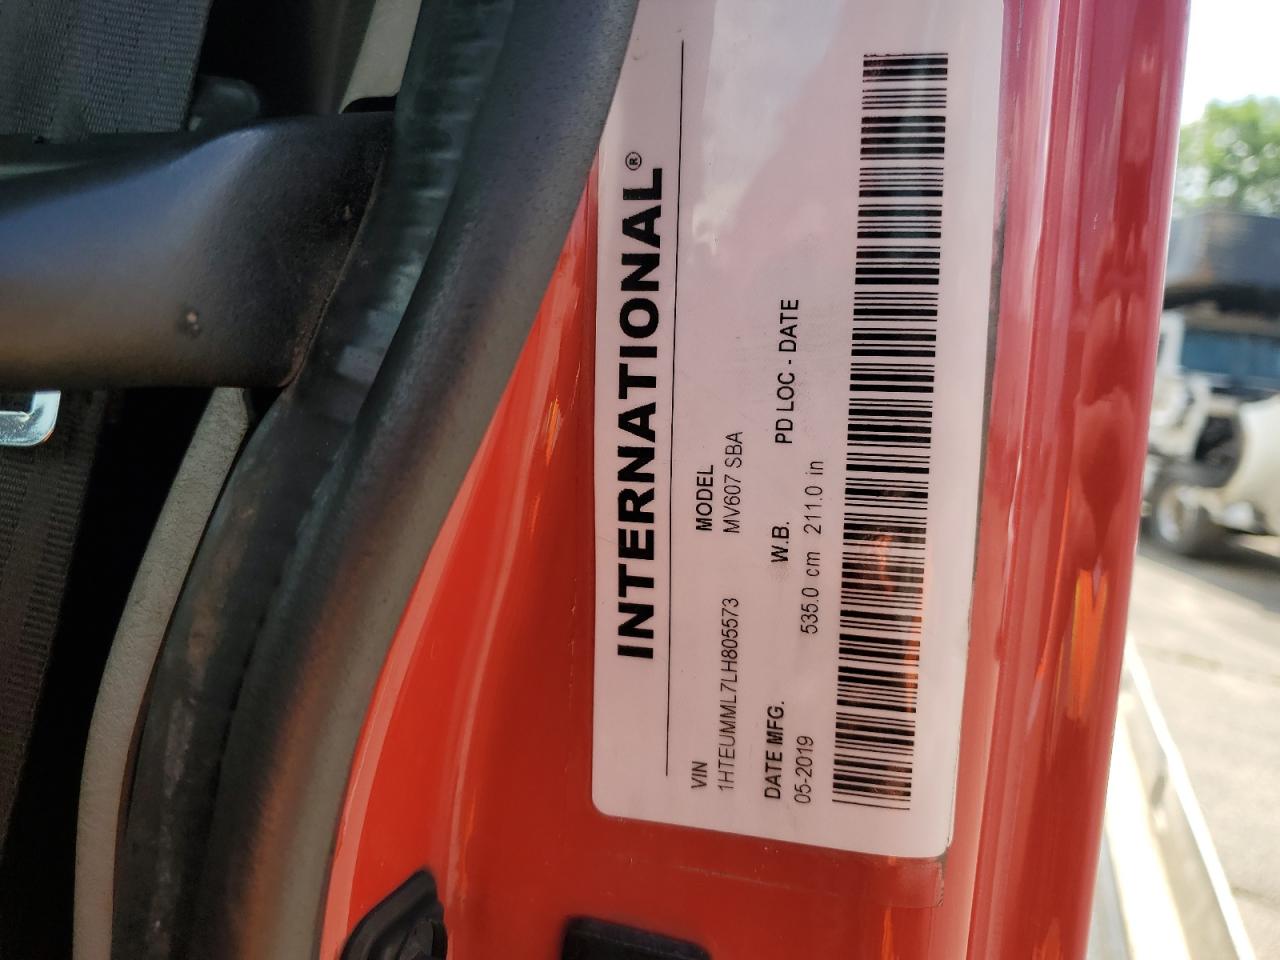 INTERNATIONAL®
VIN MODEL
1HTEUMML7LH805573 MV607 SBA
DATE MFG. W.B. PD LOC - DATE
05-2019 535.0 cm 211.0 in